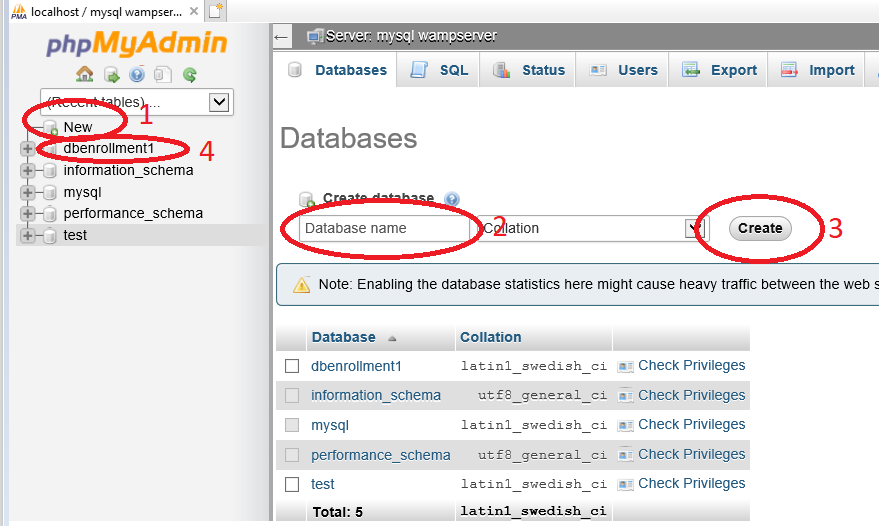 PMA localhost / mysql wampser...
phpMyAdmin
(Recent tables) ...
1
New
dbenrollment1
4
information_schema
mysql
performance_schema
test
Server: mysql wampserver
Databases SQL Status Users Export Import
Databases
Create database
Database name 2 Collation Create 3
Note: Enabling the database statistics here might cause heavy traffic between the web s
Database Collation
dbenrollment1 latin1_swedish_ci Check Privileges
information_schema utf8_general_ci Check Privileges
mysql latin1_swedish_ci Check Privileges
performance_schema utf8_general_ci Check Privileges
test latin1_swedish_ci Check Privileges
Total: 5 latin1_swedish_ci